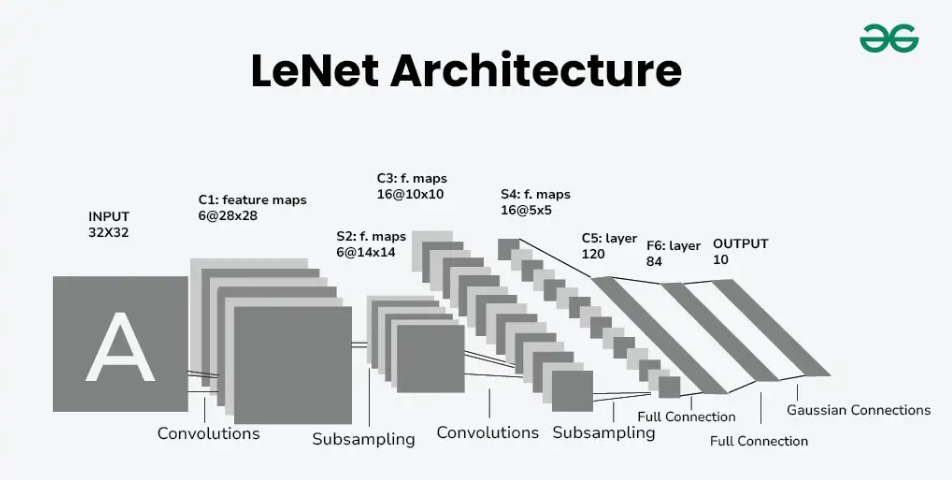 LeNet Architecture
C3: f. maps
16@10x10
S4: f. maps
16@5x5
C1: feature maps
6@28x28
INPUT
32X32
S2: f. maps
6@14x14
C5: layer
120
F6: layer
84
OUTPUT
10
A
Convolutions
Subsampling
Convolutions
Subsampling
Full Connection
Full Connection
Gaussian Connections